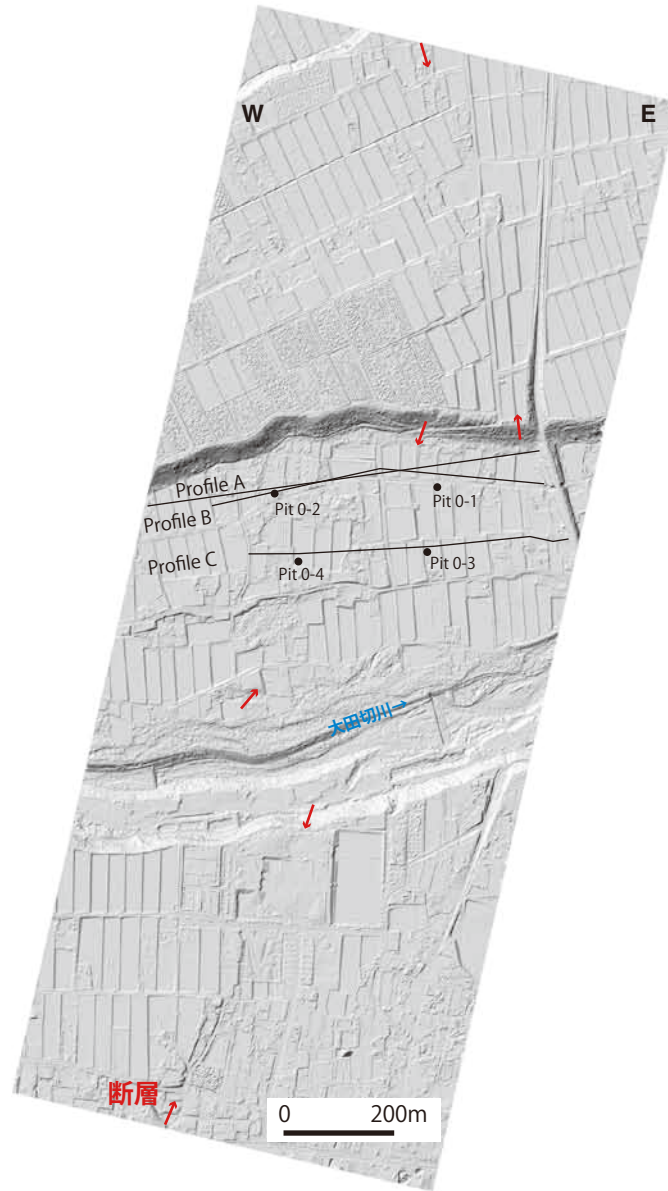 W
E
Profile A
Profile B
Pit 0-2
Pit 0-1
Profile C
Pit 0-4
Pit 0-3
太田切川→
断層
0 200m